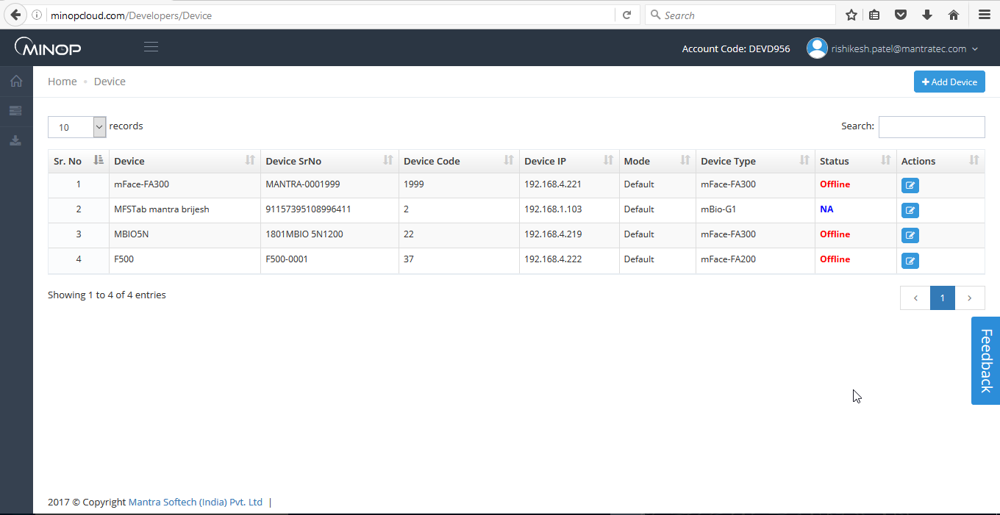 minopcloud.com/Developers/Device
Search
MINOP
Account Code: DEVD956
rishikesh.patel@mantratec.com
Home
Device
Add Device
10 records
Search:
Sr. No Device Device SrNo Device Code Device IP Mode Device Type Status Actions
1 mFace-FA300 MANTRA-0001999 1999 192.168.4.221 Default mFace-FA300 Offline
2 MFSTab mantra brijesh 91157395108996411 2 192.168.1.103 Default mBio-G1 NA
3 MBIO5N 1801MBIO 5N1200 22 192.168.4.219 Default mFace-FA300 Offline
4 F500 F500-0001 37 192.168.4.222 Default mFace-FA200 Offline
Showing 1 to 4 of 4 entries
‹ 1 ›
Feedback
2017 © Copyright Mantra Softech (India) Pvt. Ltd |